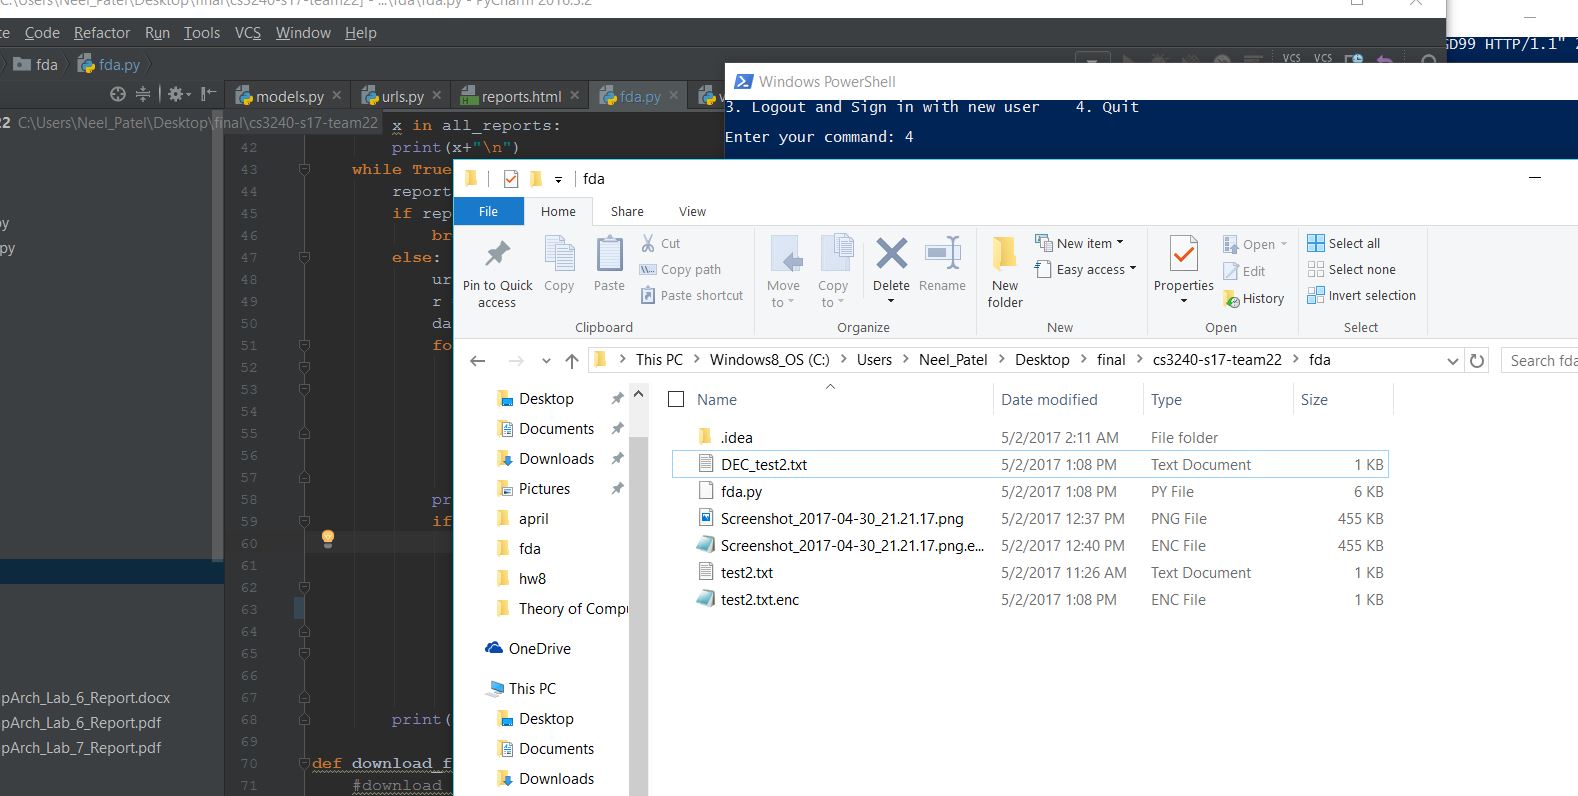 C:\Users\Neel_Patel\Desktop\final\cs3240-s17-team22] - ...\fda\fda.py - PyCharm 2016.3.2
Code Refactor Run Tools VCS Window Help
fda fda.py
VCS VCS
GD99 HTTP/1.1"
models.py urls.py reports.html fda.py
22 C:\Users\Neel_Patel\Desktop\final\cs3240-s17-team22
x in all_reports:
42 print(x+"\n")
43 while True
44 report
45 if rep
46 br
47 else:
48 ur
49 r
50 da
51 fo
52
53
54
55
56
57
58 pr
59 if
60
61
62
63
64
65
66
67
68 print(
69
70 def download_f
71 #download
py
py
pArch_Lab_6_Report.docx
pArch_Lab_6_Report.pdf
pArch_Lab_7_Report.pdf
Windows PowerShell
3. Logout and Sign in with new user 4. Quit
Enter your command: 4
fda
File Home Share View
Pin to Quick access
Copy
Paste
Cut
Copy path
Paste shortcut
Clipboard
Move to
Copy to
Delete
Rename
Organize
New folder
New item
Easy access
New
Properties
Open
Edit
History
Open
Select all
Select none
Invert selection
Select
This PC Windows8_OS (C:) Users Neel_Patel Desktop final cs3240-s17-team22 fda
Search fda
Desktop
Documents
Downloads
Pictures
april
fda
hw8
Theory of Compu
OneDrive
This PC
Desktop
Documents
Downloads
Name Date modified Type Size
.idea 5/2/2017 2:11 AM File folder
DEC_test2.txt 5/2/2017 1:08 PM Text Document 1 KB
fda.py 5/2/2017 1:08 PM PY File 6 KB
Screenshot_2017-04-30_21.21.17.png 5/2/2017 12:37 PM PNG File 455 KB
Screenshot_2017-04-30_21.21.17.png.e... 5/2/2017 12:40 PM ENC File 455 KB
test2.txt 5/2/2017 11:26 AM Text Document 1 KB
test2.txt.enc 5/2/2017 1:08 PM ENC File 1 KB